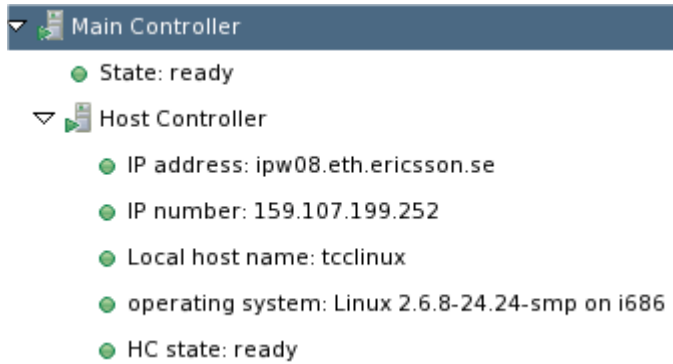 Main Controller
State: ready
Host Controller
IP address: ipw08.eth.ericsson.se
IP number: 159.107.199.252
Local host name: tcclinux
operating system: Linux 2.6.8-24.24-smp on i686
HC state: ready